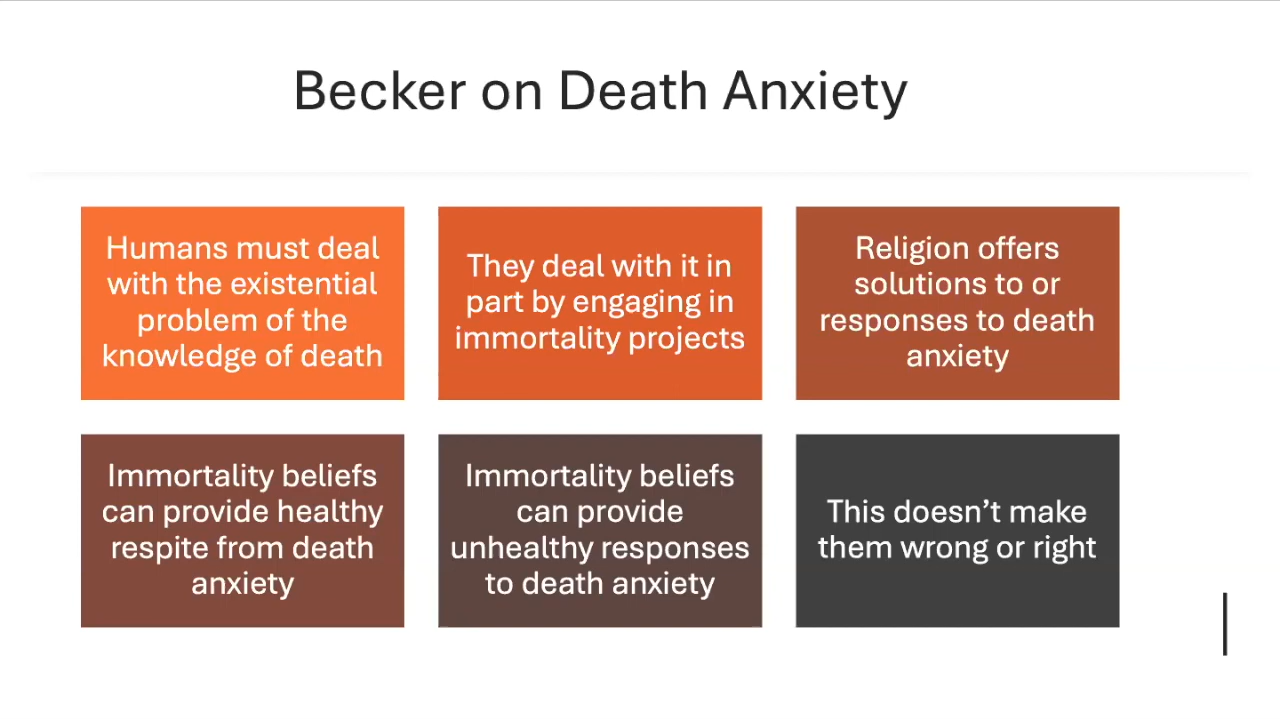 Becker on Death Anxiety
Humans must deal
with the existential
problem of the
knowledge of death
They deal with it in
part by engaging in
immortality projects
Religion offers
solutions to or
responses to death
anxiety
Immortality beliefs
can provide healthy
respite from death
anxiety
Immortality beliefs
can provide
unhealthy responses
to death anxiety
This doesn’t make
them wrong or right